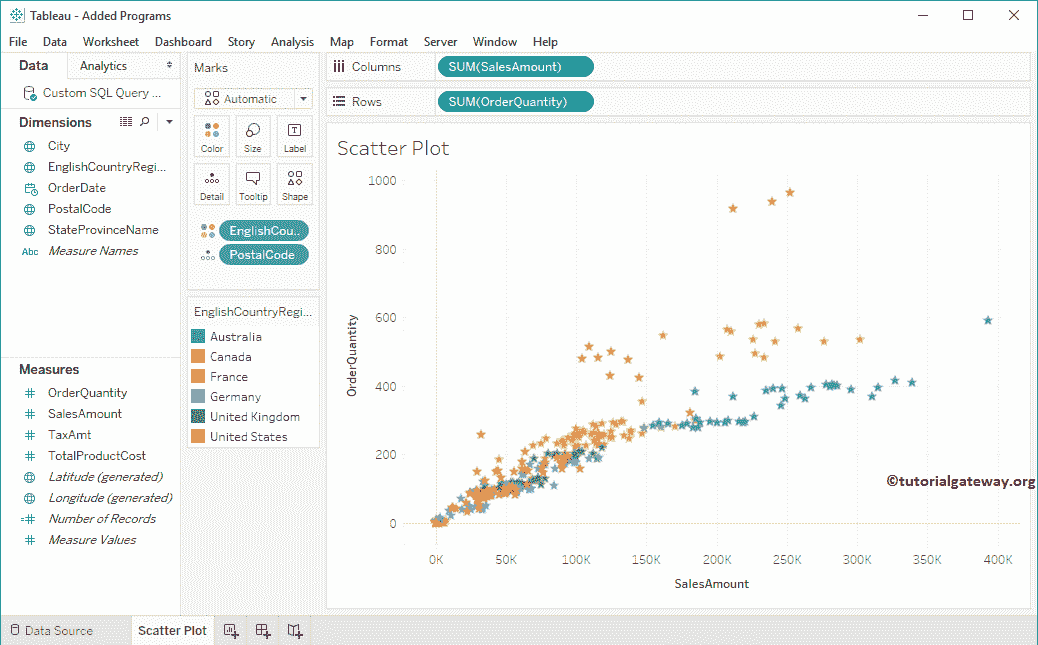 Tableau - Added Programs
File Data Worksheet Dashboard Story Analysis Map Format Server Window Help
Data Analytics
Custom SQL Query ...
Dimensions
City
EnglishCountryRegi...
OrderDate
PostalCode
StateProvinceName
Abc Measure Names
Measures
OrderQuantity
SalesAmount
TaxAmt
TotalProductCost
Latitude (generated)
Longitude (generated)
Number of Records
Measure Values
Marks
Automatic
Color Size Label
T
Detail Tooltip Shape
EnglishCou..
PostalCode
EnglishCountryRegi...
Australia
Canada
France
Germany
United Kingdom
United States
Columns SUM(SalesAmount)
Rows SUM(OrderQuantity)
Scatter Plot
OrderQuantity
1000
800
600
400
200
0
0K 50K 100K 150K 200K 250K 300K 350K 400K
SalesAmount
©tutorialgateway.org
Data Source Scatter Plot